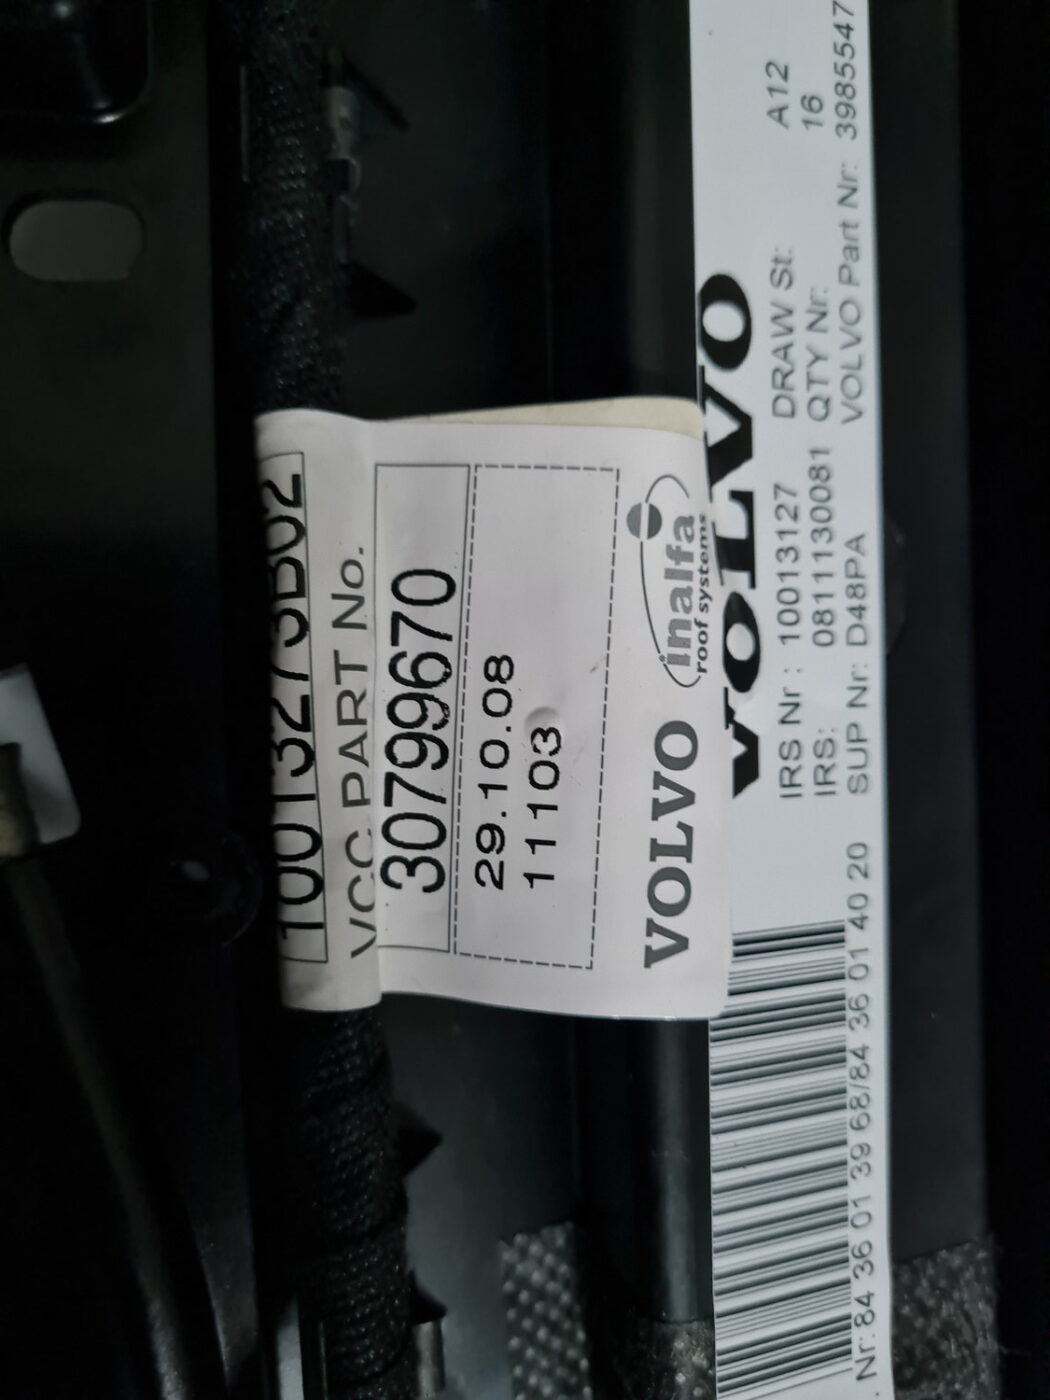 10013273B02
VCC PART No.
30799670
29.10.08
11103
VOLVO
inalfa
roof systems
VOLVO
IRS Nr : 10013127 DRAW St: A12
IRS: 0811130081 QTY Nr: 16
SUP Nr: D48PA VOLVO Part Nr: 3985547
Nr: 84 36 01 39 68/84 36 01 40 20